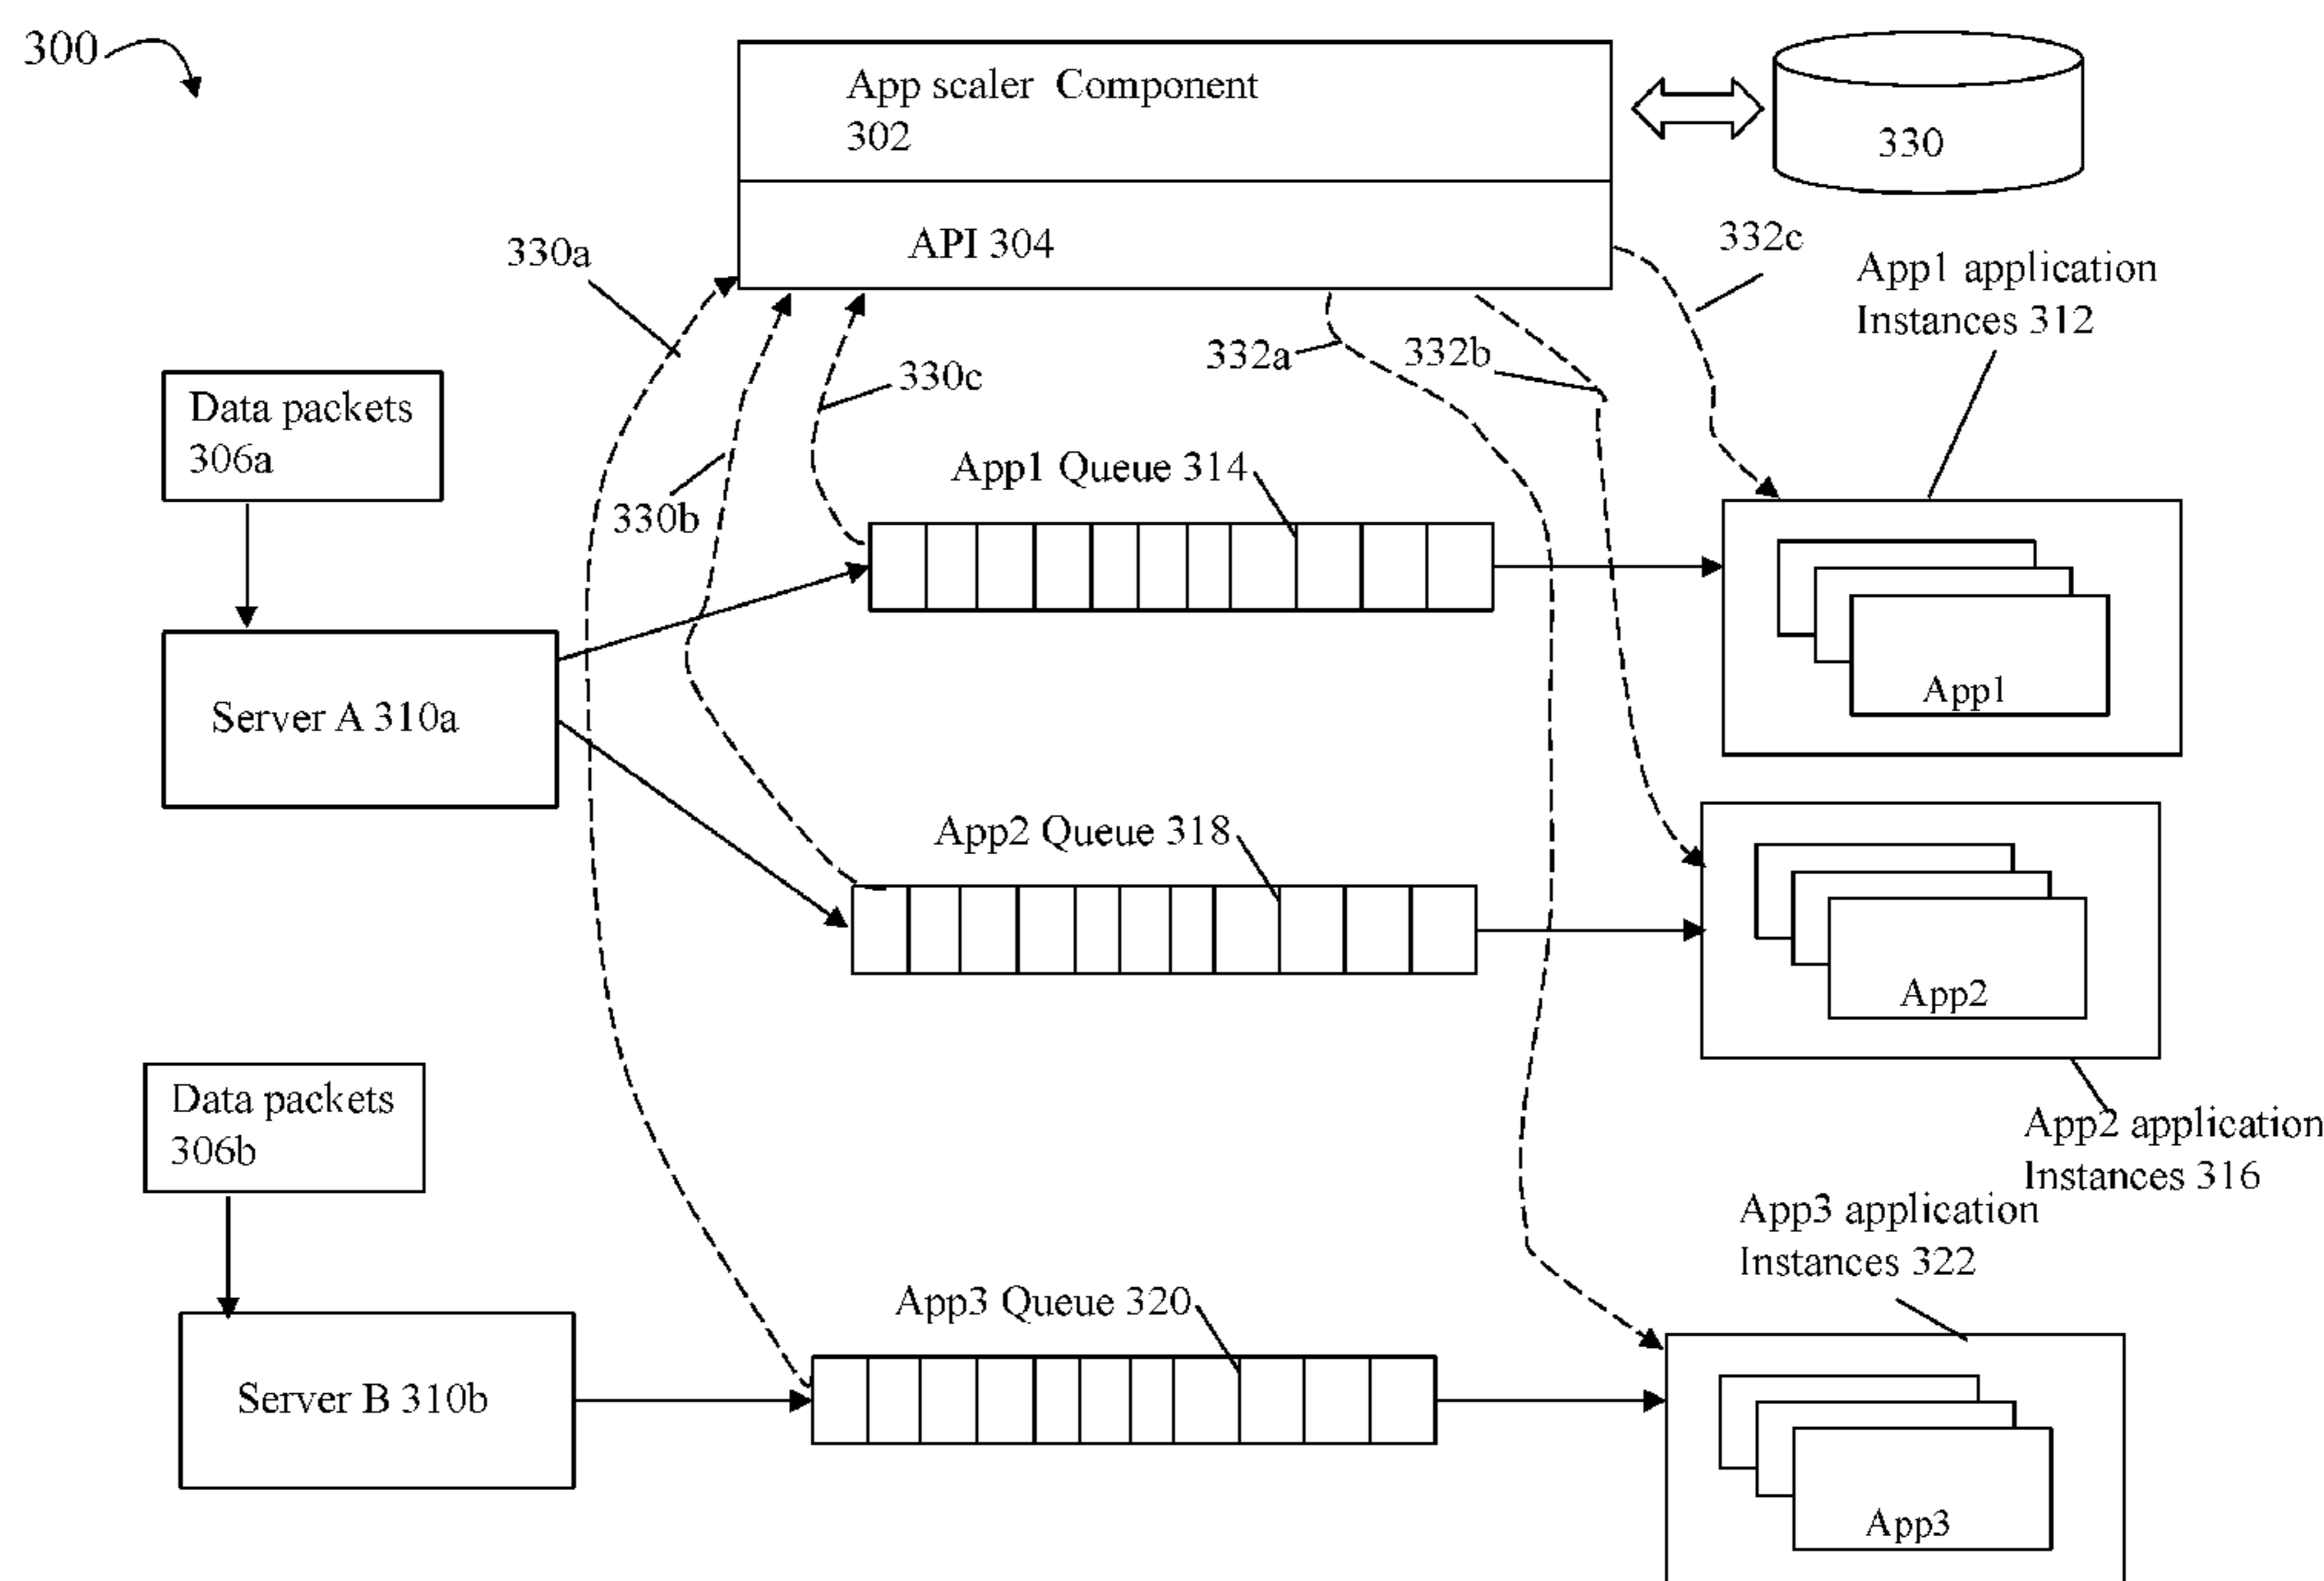 300
App scaler Component
302
330
API 304
330a
332c
App1 application
Instances 312
332a
332b
330c
Data packets
306a
App1 Queue 314
330b
App1
Server A 310a
App2 Queue 318
App2
Data packets
306b
App2 application
Instances 316
App3 application
Instances 322
App3 Queue 320
Server B 310b
App3